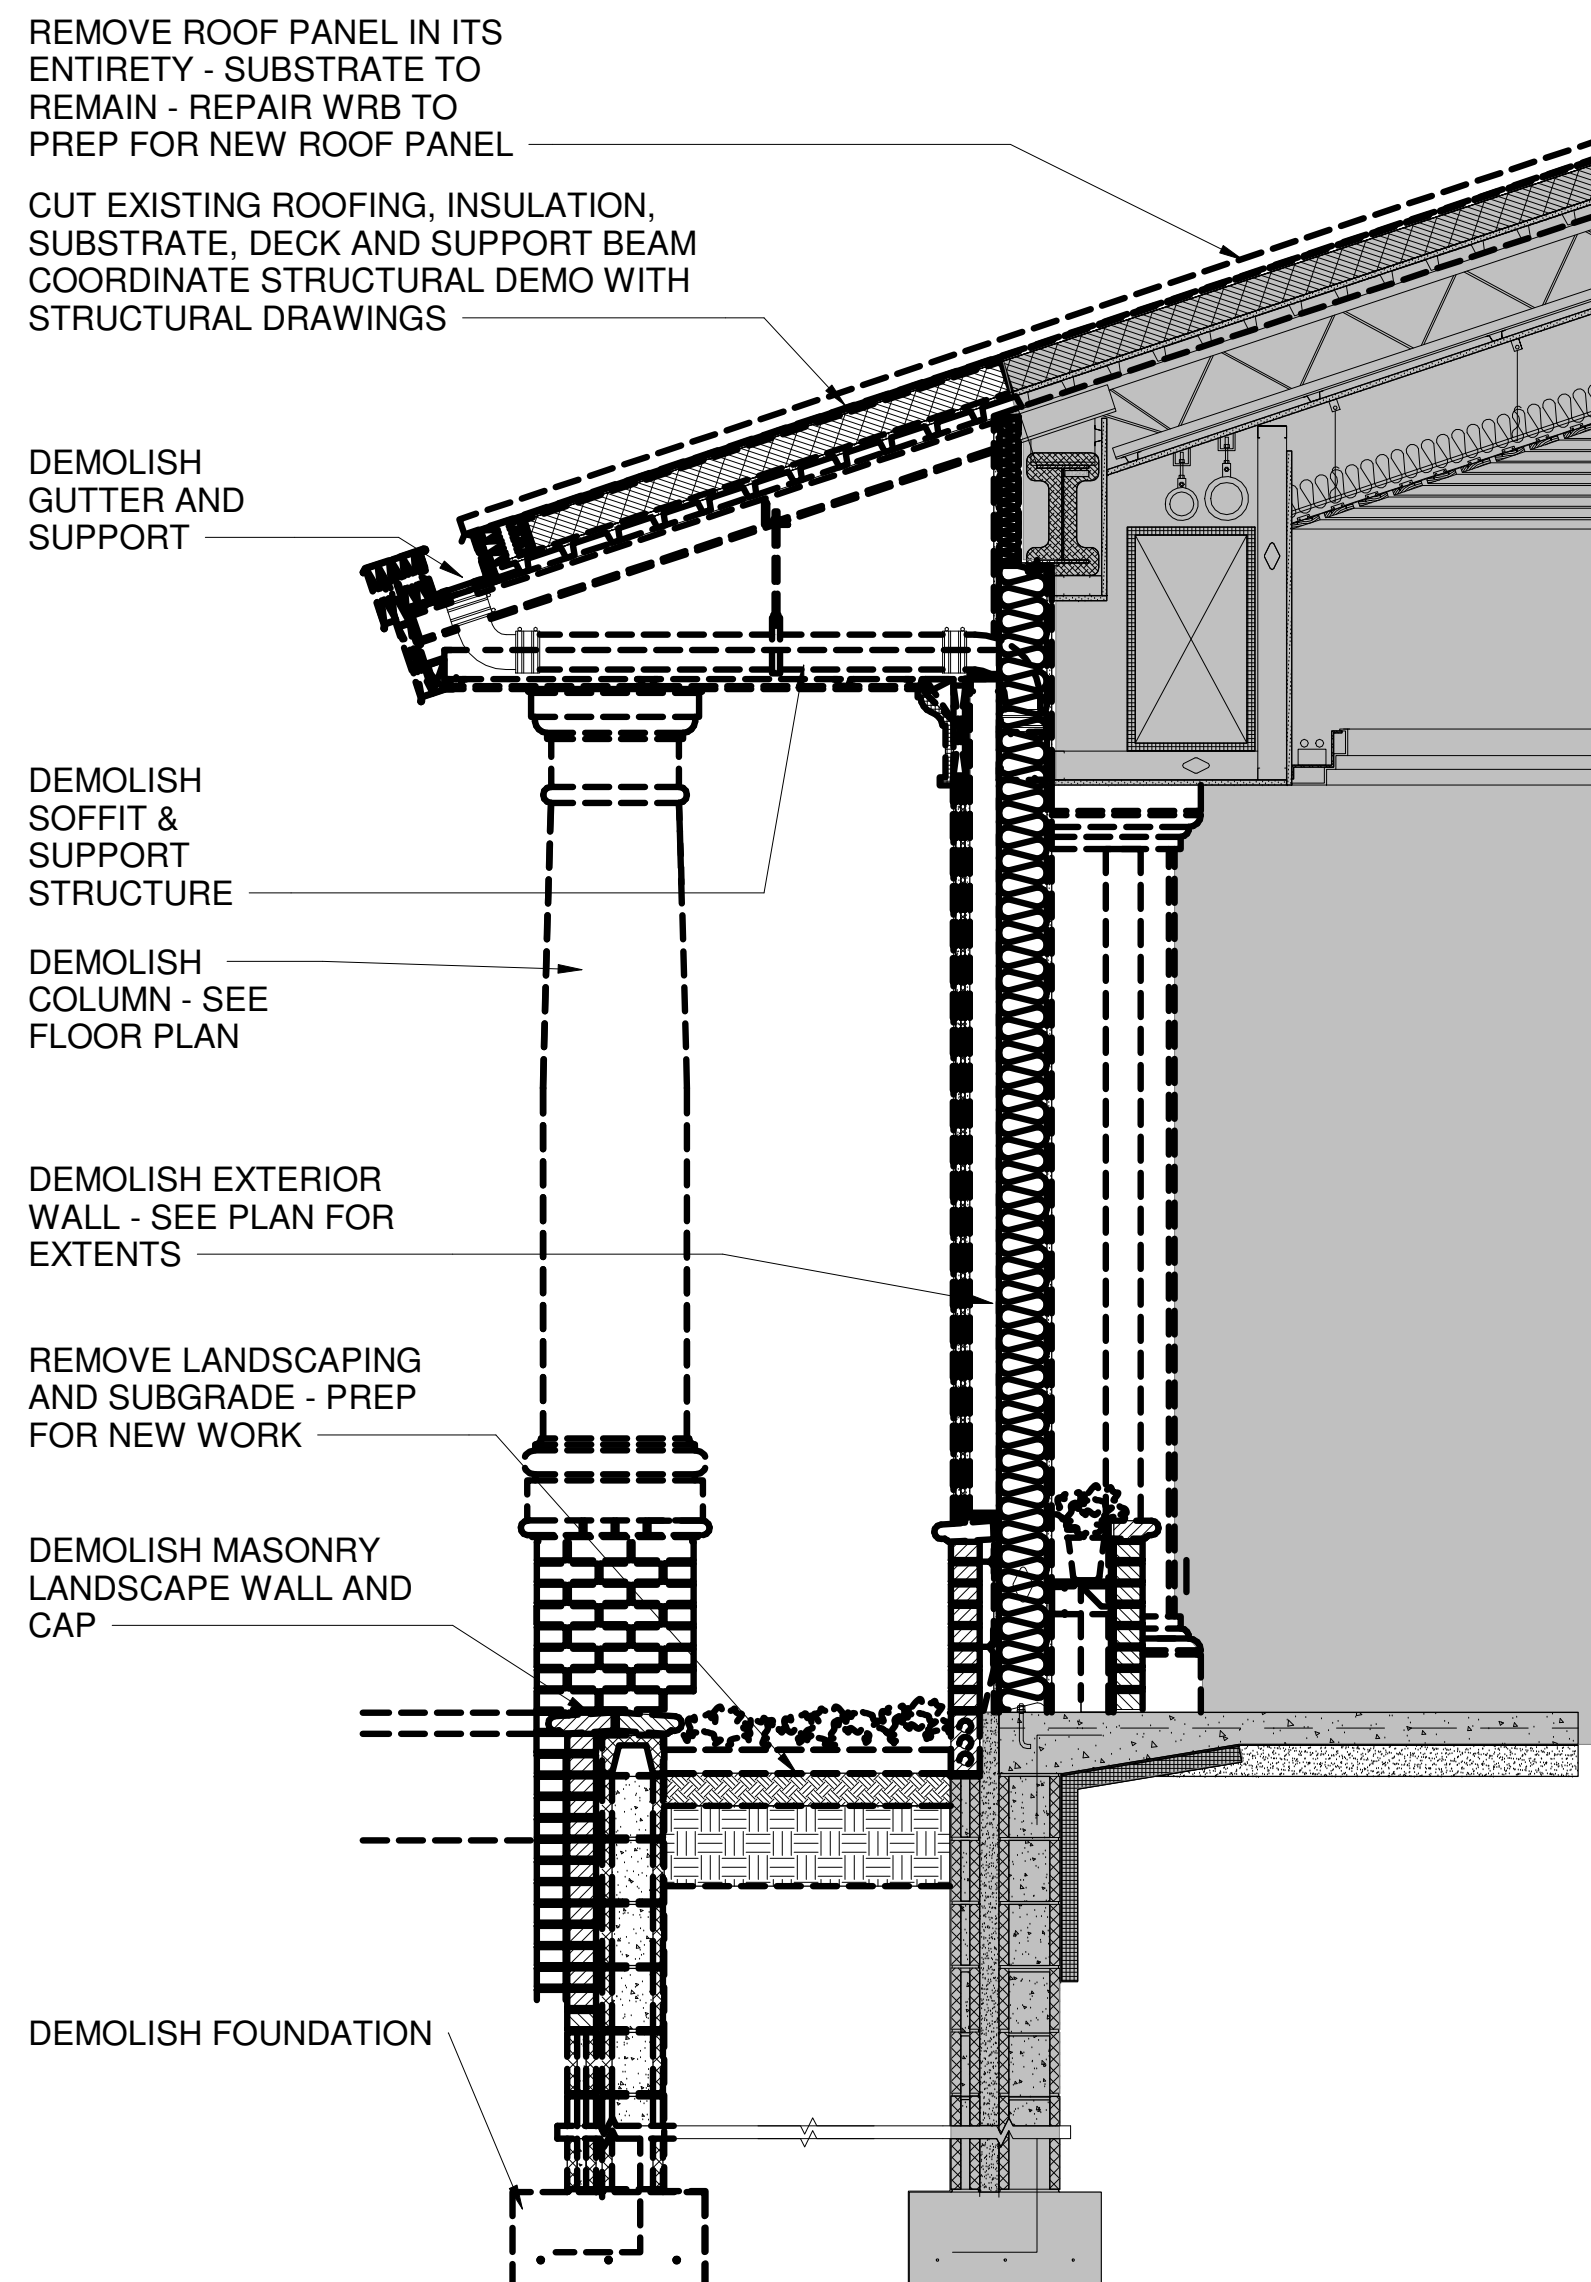 REMOVE ROOF PANEL IN ITS
ENTIRETY - SUBSTRATE TO
REMAIN - REPAIR WRB TO
PREP FOR NEW ROOF PANEL
CUT EXISTING ROOFING, INSULATION,
SUBSTRATE, DECK AND SUPPORT BEAM
COORDINATE STRUCTURAL DEMO WITH
STRUCTURAL DRAWINGS
DEMOLISH
GUTTER AND
SUPPORT
DEMOLISH
SOFFIT &
SUPPORT
STRUCTURE
DEMOLISH
COLUMN - SEE
FLOOR PLAN
DEMOLISH EXTERIOR
WALL - SEE PLAN FOR
EXTENTS
REMOVE LANDSCAPING
AND SUBGRADE - PREP
FOR NEW WORK
DEMOLISH MASONRY
LANDSCAPE WALL AND
CAP
DEMOLISH FOUNDATION